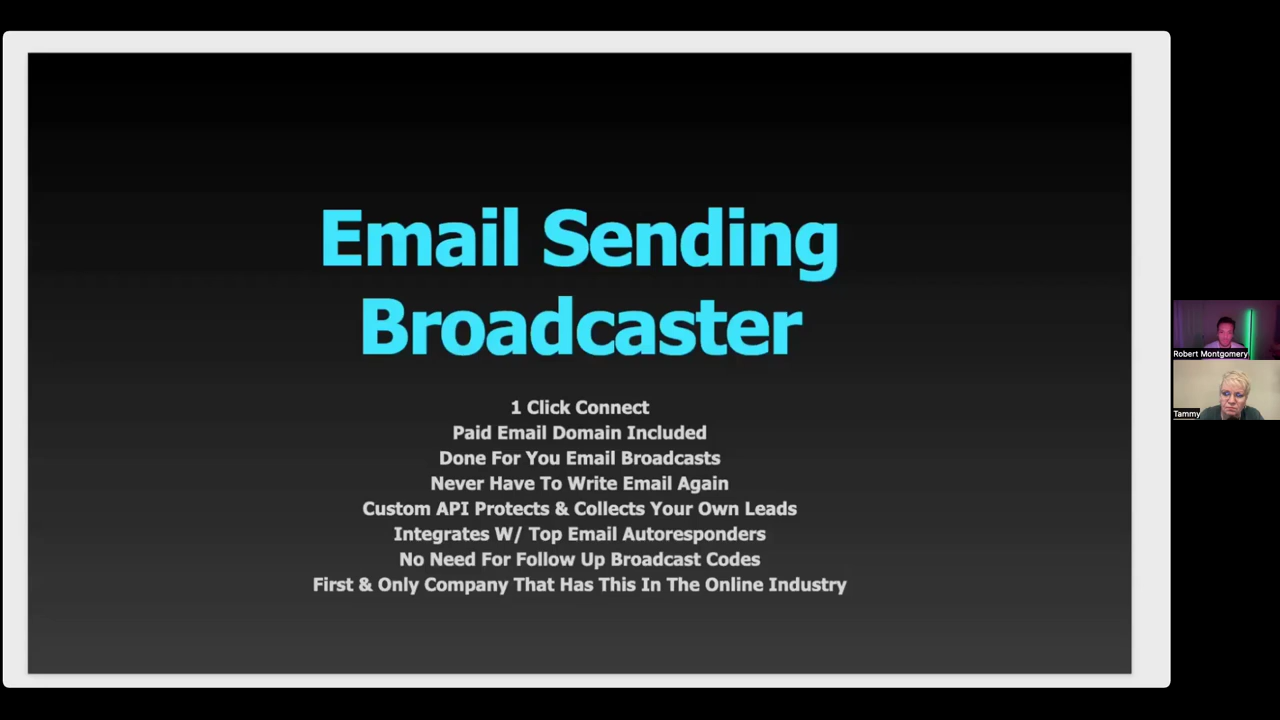 Email Sending
Broadcaster
1 Click Connect
Paid Email Domain Included
Done For You Email Broadcasts
Never Have To Write Email Again
Custom API Protects & Collects Your Own Leads
Integrates W/ Top Email Autoresponders
No Need For Follow Up Broadcast Codes
First & Only Company That Has This In The Online Industry
Robert Montgomery
Tammy